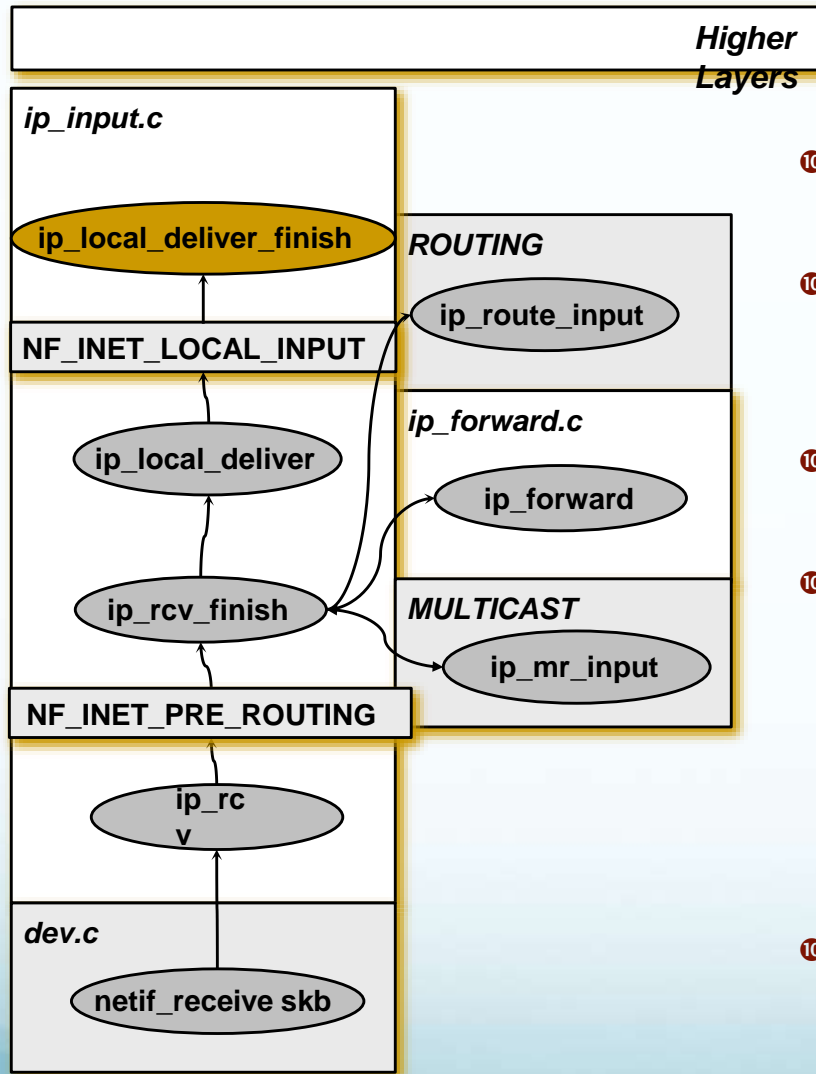 Higher
Layers
ip_input.c
ip_local_deliver_finish
ROUTING
ip_route_input
NF_INET_LOCAL_INPUT
ip_forward.c
ip_local_deliver
ip_forward
ip_rcv_finish
MULTICAST
ip_mr_input
NF_INET_PRE_ROUTING
ip_rc
v
dev.c
netif_receive skb
❿
❿
❿
❿
❿